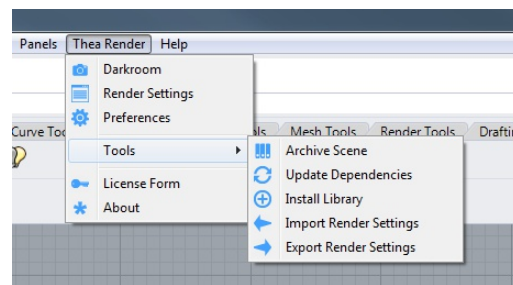 Panels Thea Render Help
Darkroom
Render Settings
Preferences
Curve Too Mesh Tools Render Tools Drafti
Tools
Archive Scene
Update Dependencies
License Form
Install Library
About
Import Render Settings
Export Render Settings